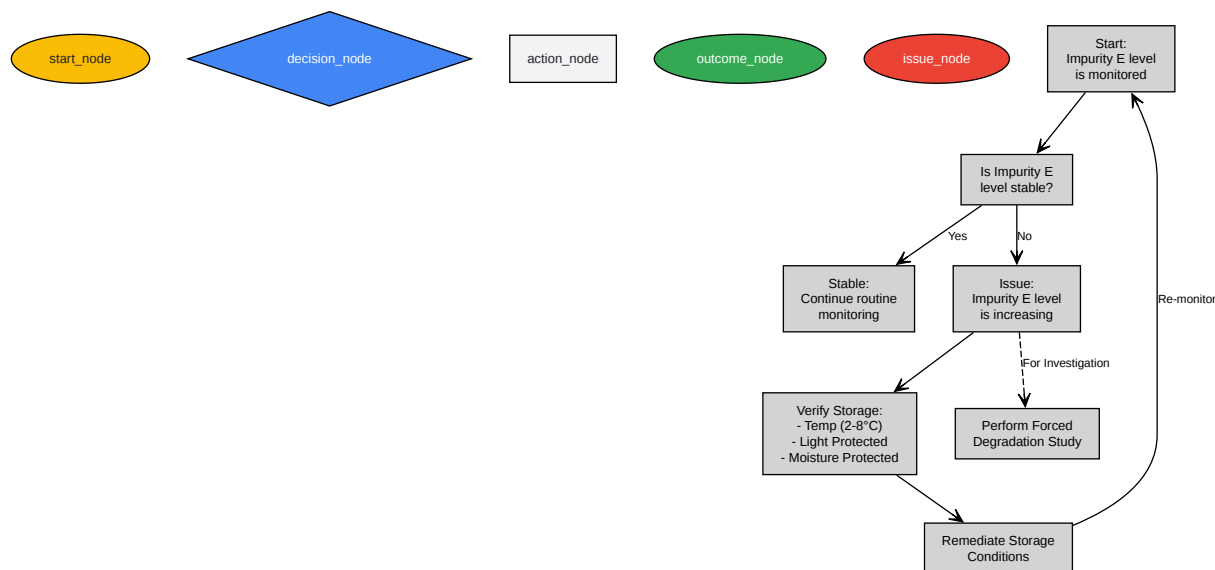 start_node
decision_node
action_node
outcome_node
issue_node
Start:
Impurity E level
is monitored
Is Impurity E
level stable?
Yes
No
Stable:
Continue routine
monitoring
Issue:
Impurity E level
is increasing
Re-monitor
For Investigation
Verify Storage:
- Temp (2-8°C)
- Light Protected
- Moisture Protected
Perform Forced
Degradation Study
Remediate Storage
Conditions